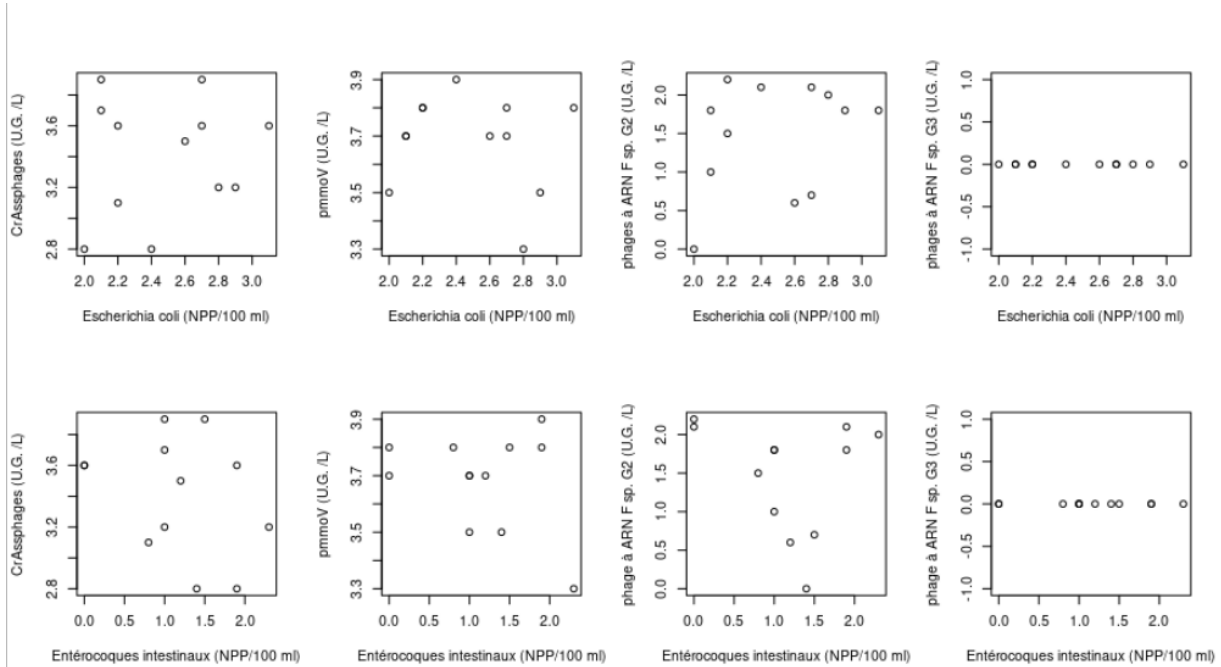 CrAssphages (U.G. /L)
2.8 3.2 3.6
2.0 2.2 2.4 2.6 2.8 3.0
Escherichia coli (NPP/100 ml)
pmmoV (U.G. /L)
3.3 3.5 3.7 3.9
2.0 2.2 2.4 2.6 2.8 3.0
Escherichia coli (NPP/100 ml)
phages à ARN F sp. G2 (U.G. /L)
0.0 0.5 1.0 1.5 2.0
2.0 2.2 2.4 2.6 2.8 3.0
Escherichia coli (NPP/100 ml)
phages à ARN F sp. G3 (U.G. /L)
-1.0 -0.5 0.0 0.5 1.0
2.0 2.2 2.4 2.6 2.8 3.0
Escherichia coli (NPP/100 ml)
CrAssphages (U.G. /L)
2.8 3.2 3.6
0.0 0.5 1.0 1.5 2.0
Entérocoques intestinaux (NPP/100 ml)
pmmoV (U.G. /L)
3.3 3.5 3.7 3.9
0.0 0.5 1.0 1.5 2.0
Entérocoques intestinaux (NPP/100 ml)
phage à ARN F sp. G2 (U.G. /L)
0.0 0.5 1.0 1.5 2.0
0.0 0.5 1.0 1.5 2.0
Entérocoques intestinaux (NPP/100 ml)
phage à ARN F sp. G3 (U.G. /L)
-1.0 -0.5 0.0 0.5 1.0
0.0 0.5 1.0 1.5 2.0
Entérocoques intestinaux (NPP/100 ml)